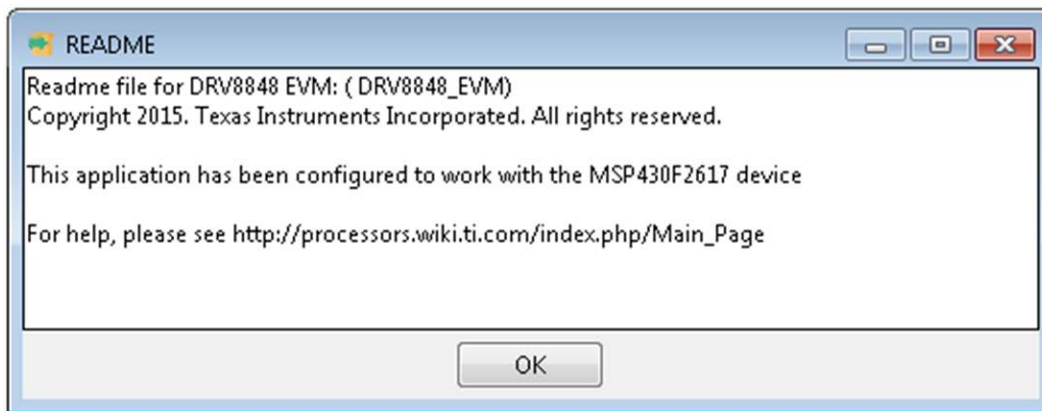 README
Readme file for DRV8848 EVM: ( DRV8848_EVM)
Copyright 2015. Texas Instruments Incorporated. All rights reserved.
This application has been configured to work with the MSP430F2617 device
For help, please see http://processors.wiki.ti.com/index.php/Main_Page
OK